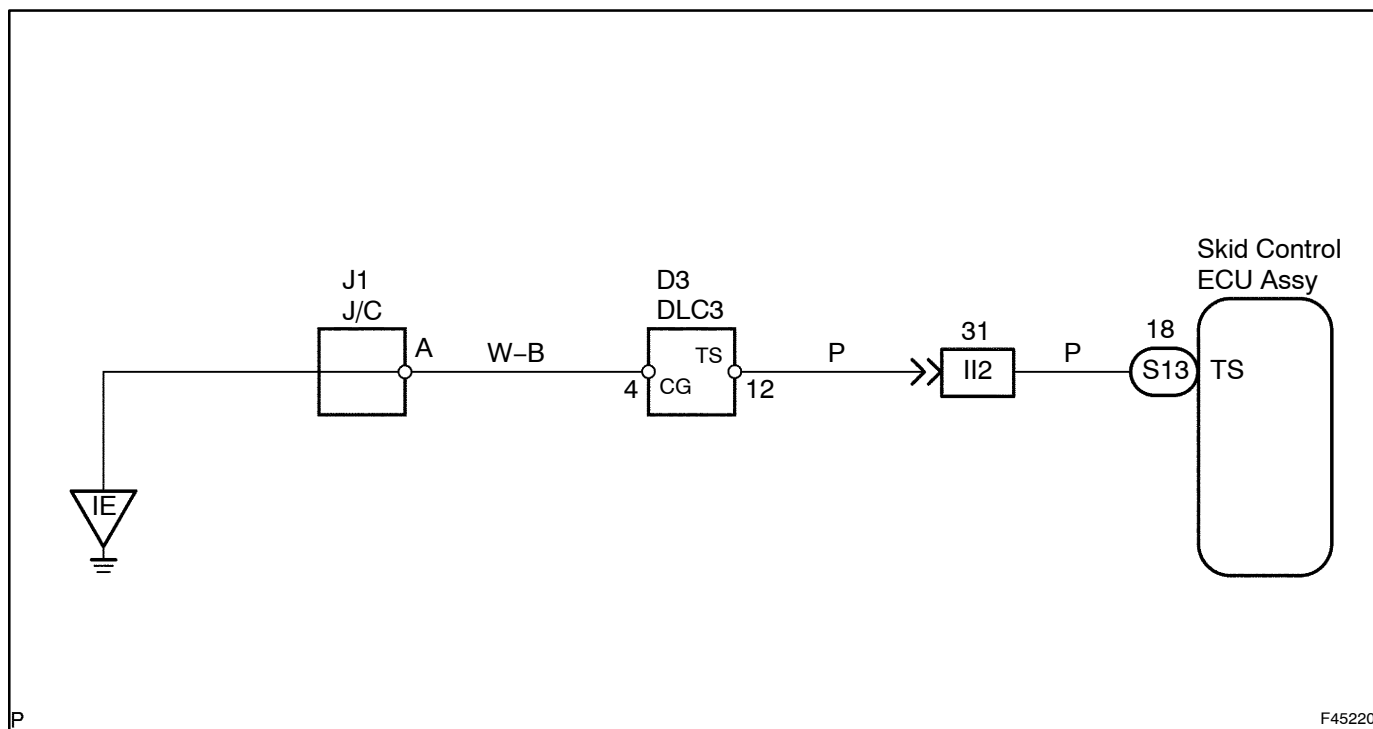 Skid Control
ECU Assy
J1
J/C
A
W–B
D3
DLC3
TS
CG
4
12
P
31
II2
P
18
S13
TS
IE
P
F45220